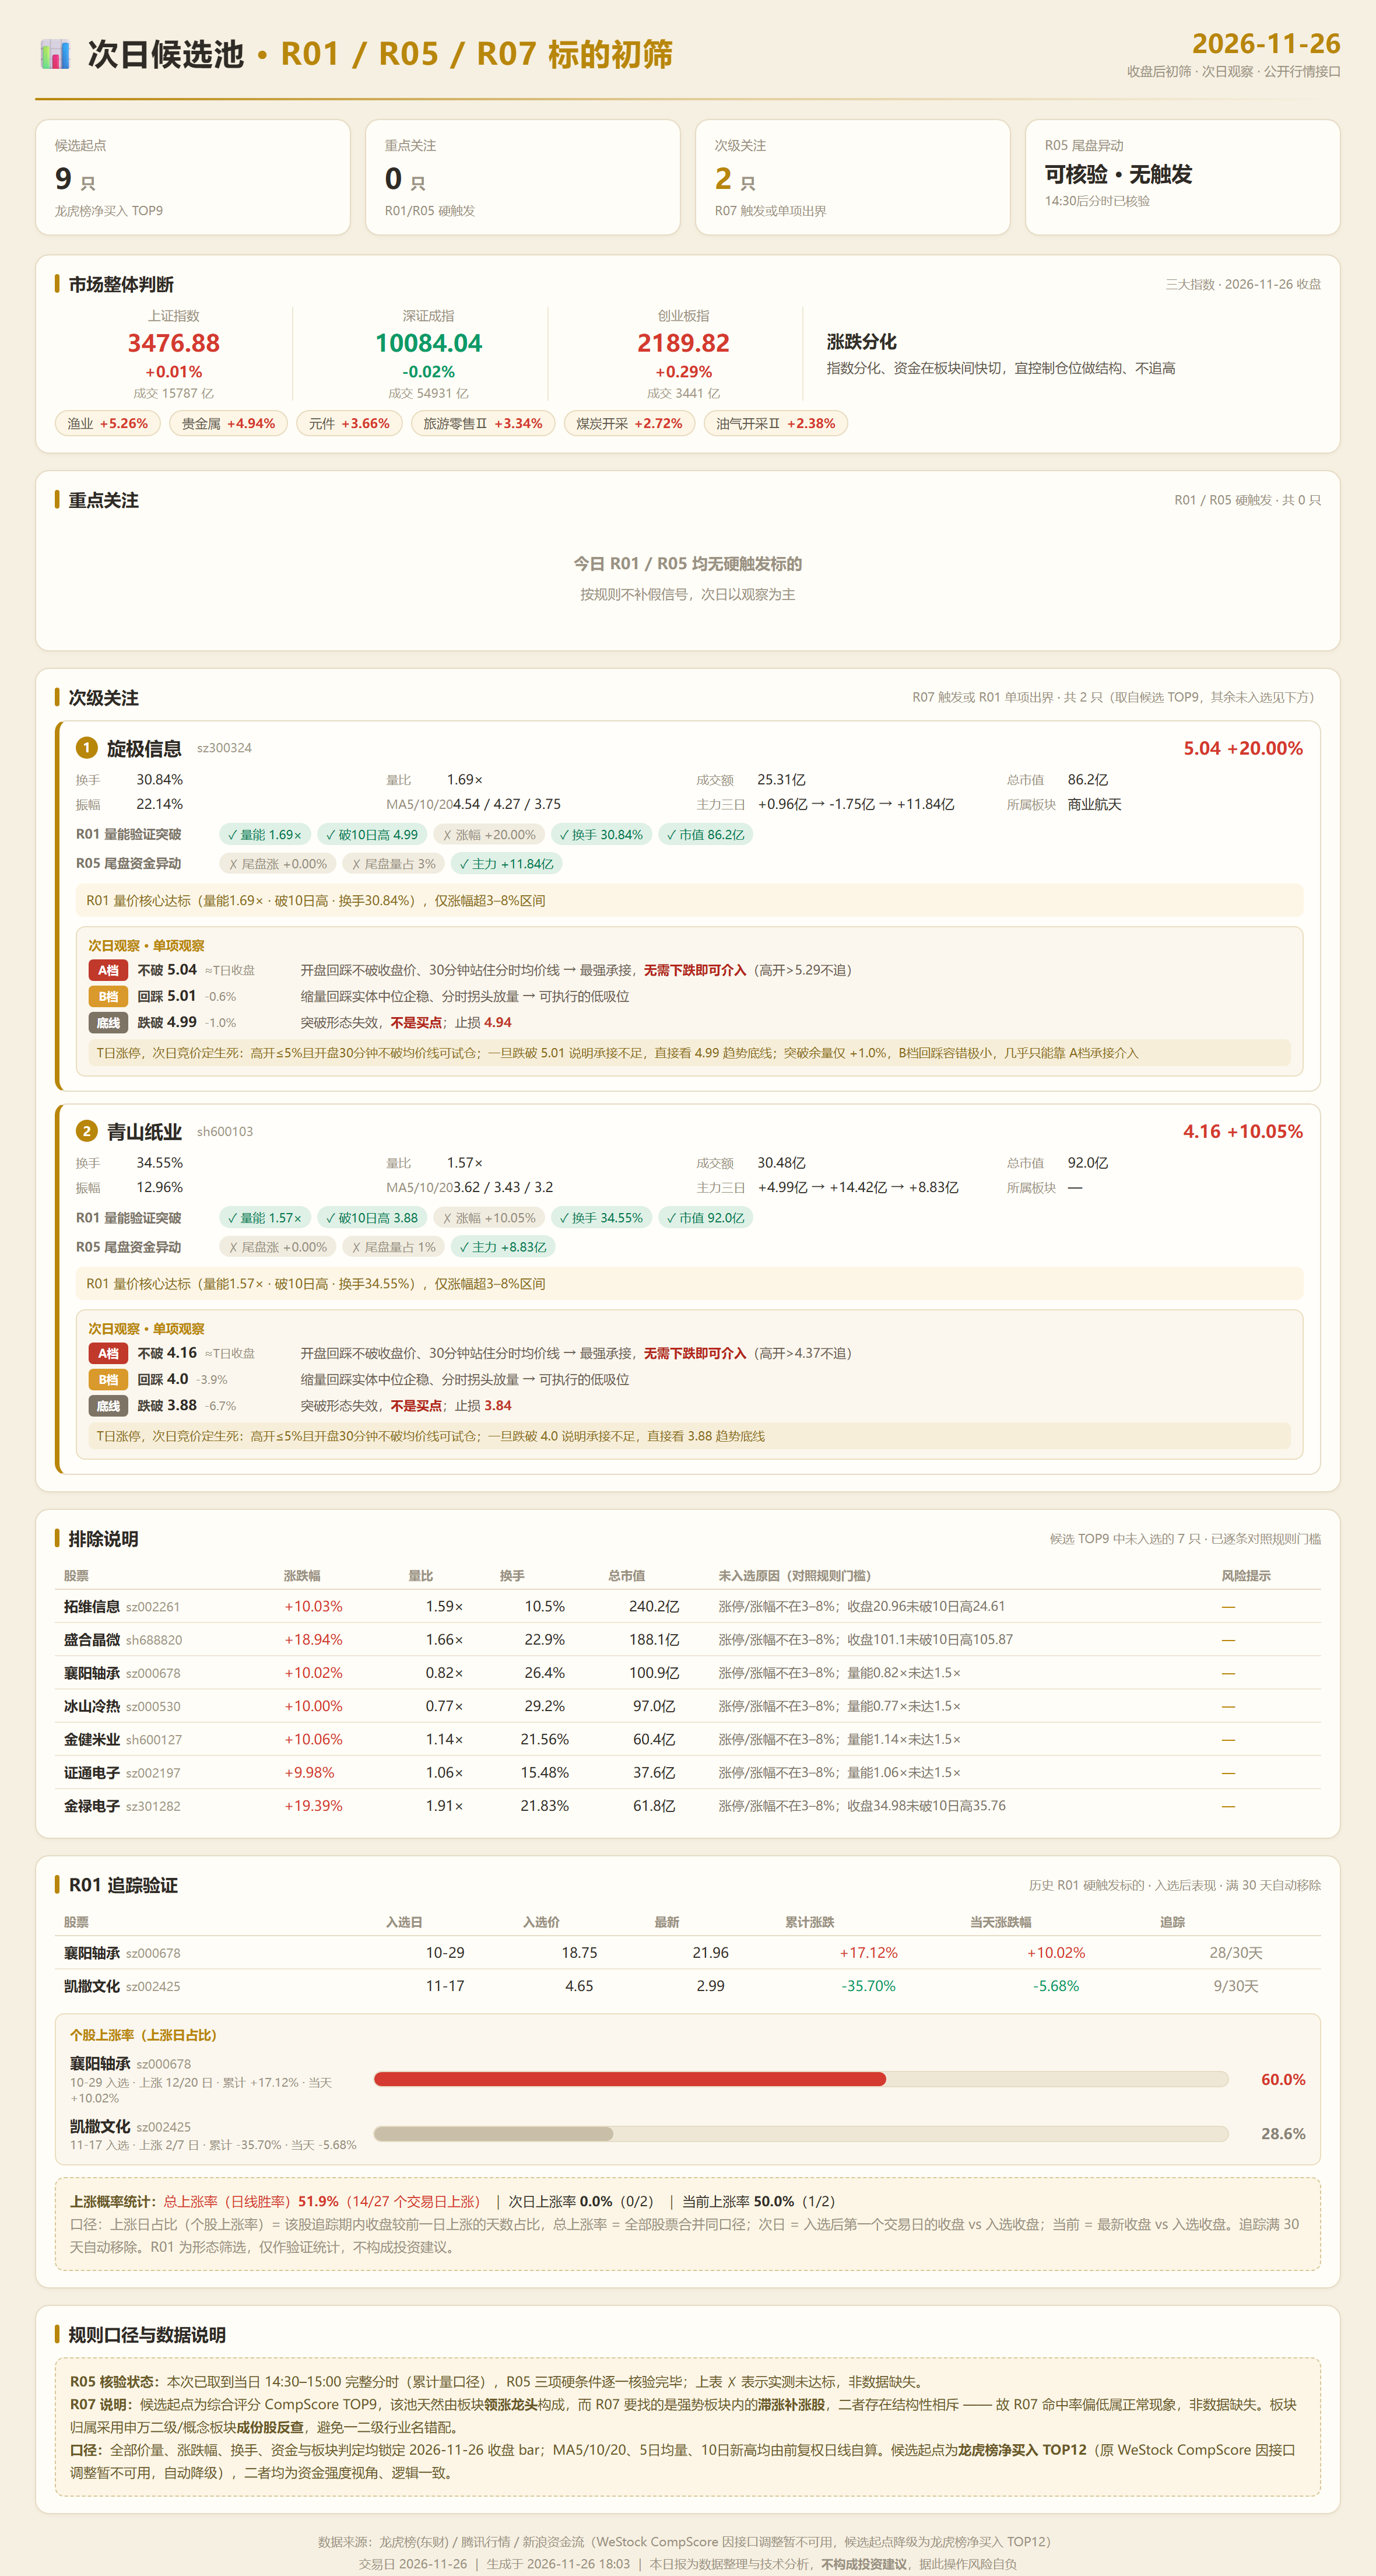 次日候选池 • R01 / R05 / R07 标的初筛
2026-11-26
收盘后初筛 · 次日观察 · 公开行情接口
候选起点
9 只
龙虎榜净买入 TOP9
重点关注
0 只
R01/R05 硬触发
次级关注
2 只
R07 触发或单项出界
R05 尾盘异动
可核验 • 无触发
14:30后分时已核验
市场整体判断
三大指数 · 2026-11-26 收盘
上证指数
3476.88
+0.01%
成交 15787 亿
深证成指
10084.04
-0.02%
成交 54931 亿
创业板指
2189.82
+0.29%
成交 3441 亿
涨跌分化
指数分化、资金在板块间快切，宜控制仓位做结构、不追高
渔业 +5.26% 贵金属 +4.94% 元件 +3.66% 旅游零售Ⅱ +3.34% 煤炭开采 +2.72% 油气开采Ⅱ +2.38%
重点关注
R01 / R05 硬触发 · 共 0 只
今日 R01 / R05 均无硬触发标的
按规则不补假信号，次日以观察为主
次级关注
R07 触发或 R01 单项出界 · 共 2 只（取自候选 TOP9，其余未入选见下方）
1 旋极信息 sz300324 5.04 +20.00%
换手 30.84% 量比 1.69× 成交额 25.31亿 总市值 86.2亿
振幅 22.14% MA5/10/20 4.54 / 4.27 / 3.75 主力三日 +0.96亿 → -1.75亿 → +11.84亿 所属板块 商业航天
R01 量能验证突破 ✓ 量能 1.69× ✓ 破10日高 4.99 ✗ 涨幅 +20.00% ✓ 换手 30.84% ✓ 市值 86.2亿
R05 尾盘资金异动 ✗ 尾盘涨 +0.00% ✗ 尾盘量占 3% ✓ 主力 +11.84亿
R01 量价核心达标（量能1.69× · 破10日高 · 换手30.84%），仅涨幅超3–8%区间
次日观察 • 单项观察
A档 不破 5.04 ≈T日收盘 开盘回踩不破收盘价、30分钟站住分时均价线 → 最强承接，无需下跌即可介入（高开>5.29不追）
B档 回踩 5.01 -0.6% 缩量回踩实体中位企稳、分时拐头放量 → 可执行的低吸位
底线 跌破 4.99 -1.0% 突破形态失效，不是买点；止损 4.94
T日涨停，次日竞价定生死：高开≤5%且开盘30分钟不破均价线可试仓；一旦跌破 5.01 说明承接不足，直接看 4.99 趋势底线；突破余量仅 +1.0%，B档回踩容错极小，几乎只能靠 A档承接介入
2 青山纸业 sh600103 4.16 +10.05%
换手 34.55% 量比 1.57× 成交额 30.48亿 总市值 92.0亿
振幅 12.96% MA5/10/20 3.62 / 3.43 / 3.2 主力三日 +4.99亿 → +14.42亿 → +8.83亿 所属板块 —
R01 量能验证突破 ✓ 量能 1.57× ✓ 破10日高 3.88 ✗ 涨幅 +10.05% ✓ 换手 34.55% ✓ 市值 92.0亿
R05 尾盘资金异动 ✗ 尾盘涨 +0.00% ✗ 尾盘量占 1% ✓ 主力 +8.83亿
R01 量价核心达标（量能1.57× · 破10日高 · 换手34.55%），仅涨幅超3–8%区间
次日观察 • 单项观察
A档 不破 4.16 ≈T日收盘 开盘回踩不破收盘价、30分钟站住分时均价线 → 最强承接，无需下跌即可介入（高开>4.37不追）
B档 回踩 4.0 -3.9% 缩量回踩实体中位企稳、分时拐头放量 → 可执行的低吸位
底线 跌破 3.88 -6.7% 突破形态失效，不是买点；止损 3.84
T日涨停，次日竞价定生死：高开≤5%且开盘30分钟不破均价线可试仓；一旦跌破 4.0 说明承接不足，直接看 3.88 趋势底线
排除说明
候选 TOP9 中未入选的 7 只 · 已逐条对照规则门槛
股票 涨跌幅 量比 换手 总市值 未入选原因（对照规则门槛） 风险提示
拓维信息 sz002261 +10.03% 1.59× 10.5% 240.2亿 涨停/涨幅不在3–8%；收盘20.96未破10日高24.61 —
盛合晶微 sh688820 +18.94% 1.66× 22.9% 188.1亿 涨停/涨幅不在3–8%；收盘101.1未破10日高105.87 —
襄阳轴承 sz000678 +10.02% 0.82× 26.4% 100.9亿 涨停/涨幅不在3–8%；量能0.82×未达1.5× —
冰山冷热 sz000530 +10.00% 0.77× 29.2% 97.0亿 涨停/涨幅不在3–8%；量能0.77×未达1.5× —
金健米业 sh600127 +10.06% 1.14× 21.56% 60.4亿 涨停/涨幅不在3–8%；量能1.14×未达1.5× —
证通电子 sz002197 +9.98% 1.06× 15.48% 37.6亿 涨停/涨幅不在3–8%；量能1.06×未达1.5× —
金禄电子 sz301282 +19.39% 1.91× 21.83% 61.8亿 涨停/涨幅不在3–8%；收盘34.98未破10日高35.76 —
R01 追踪验证
历史 R01 硬触发标的 · 入选后表现 · 满 30 天自动移除
股票 入选日 入选价 最新 累计涨跌 当天涨跌幅 追踪
襄阳轴承 sz000678 10-29 18.75 21.96 +17.12% +10.02% 28/30天
凯撒文化 sz002425 11-17 4.65 2.99 -35.70% -5.68% 9/30天
个股上涨率（上涨日占比）
襄阳轴承 sz000678
10-29 入选 · 上涨 12/20 日 · 累计 +17.12% · 当天
+10.02%
60.0%
凯撒文化 sz002425
11-17 入选 · 上涨 2/7 日 · 累计 -35.70% · 当天 -5.68%
28.6%
上涨概率统计：总上涨率（日线胜率）51.9%（14/27 个交易日上涨） | 次日上涨率 0.0%（0/2） | 当前上涨率 50.0%（1/2）
口径：上涨日占比（个股上涨率）= 该股追踪期内收盘较前一日上涨的天数占比，总上涨率 = 全部股票合并同口径；次日 = 入选后第一个交易日的收盘 vs 入选收盘；当前 = 最新收盘 vs 入选收盘。追踪满 30
天自动移除。R01 为形态筛选，仅作验证统计，不构成投资建议。
规则口径与数据说明
R05 核验状态：本次已取到当日 14:30–15:00 完整分时（累计量口径），R05 三项硬条件逐一核验完毕；上表 ✗ 表示实测未达标，非数据缺失。
R07 说明：候选起点为综合评分 CompScore TOP9，该池天然由板块领涨龙头构成，而 R07 要找的是强势板块内的滞涨补涨股，二者存在结构性相斥 —— 故 R07 命中率偏低属正常现象，非数据缺失。板块
归属采用申万二级/概念板块成份股反查，避免一二级行业名错配。
口径：全部价量、涨跌幅、换手、资金与板块判定均锁定 2026-11-26 收盘 bar；MA5/10/20、5日均量、10日新高均由前复权日线自算。候选起点为龙虎榜净买入 TOP12（原 WeStock CompScore 因接口
调整暂不可用，自动降级），二者均为资金强度视角、逻辑一致。
数据来源：龙虎榜(东财) / 腾讯行情 / 新浪资金流（WeStock CompScore 因接口调整暂不可用，候选起点降级为龙虎榜净买入 TOP12）
交易日 2026-11-26 | 生成于 2026-11-26 18:03 | 本日报为数据整理与技术分析，不构成投资建议，据此操作风险自负